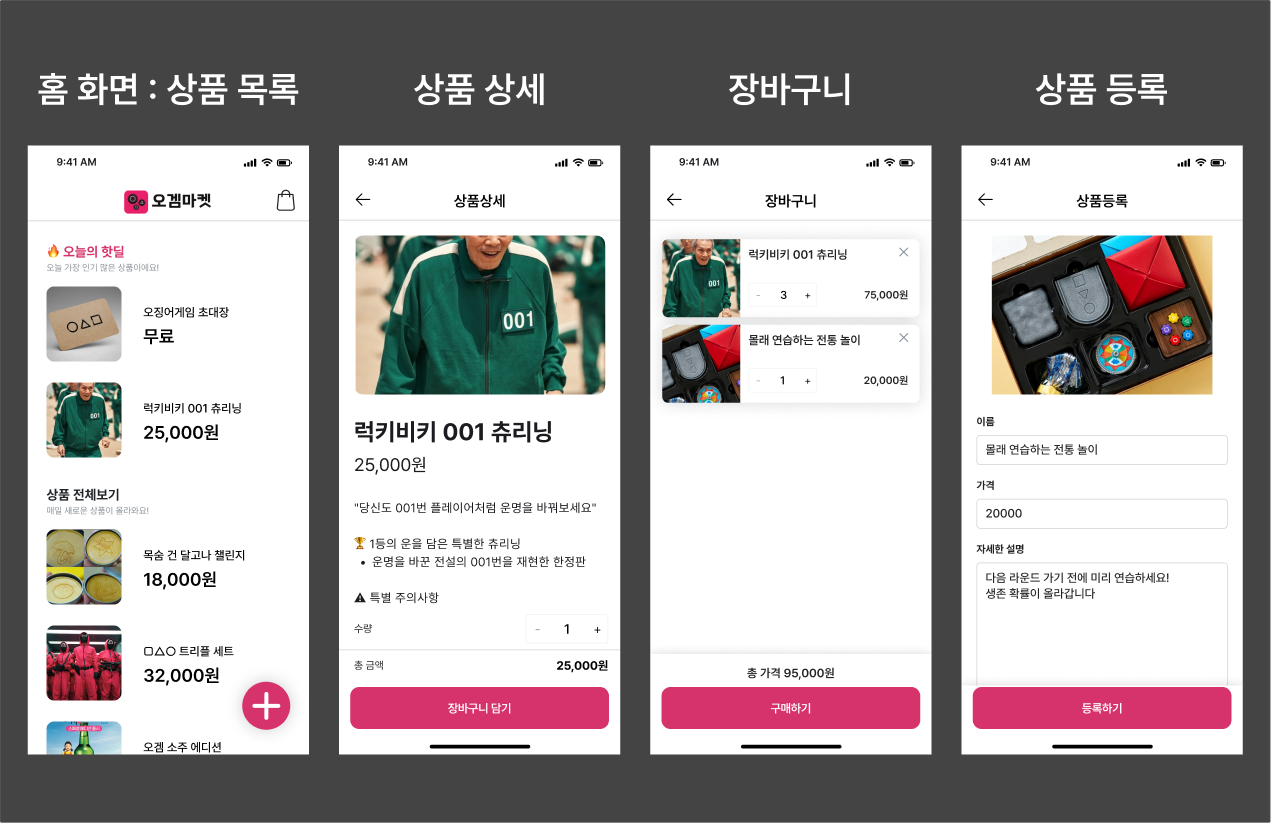 홈 화면 : 상품 목록
9:41 AM
오겜마켓
🔥 오늘의 핫딜
오늘 가장 인기 많은 상품이에요!
오징어게임 초대장
무료
럭키비키 001 츄리닝
25,000원
상품 전체보기
매일 새로운 상품이 올라와요!
목숨 건 달고나 챌린지
18,000원
▢△○ 트리플 세트
32,000원
오겜 소주 에디션
상품 상세
9:41 AM
상품상세
001
럭키비키 001 츄리닝
25,000원
"당신도 001번 플레이어처럼 운명을 바꿔보세요"
🏆 1등의 운을 담은 특별한 츄리닝
• 운명을 바꾼 전설의 001번을 재현한 한정판
⚠ 특별 주의사항
수량
- 1 +
총 금액
25,000원
장바구니 담기
장바구니
9:41 AM
장바구니
001
럭키비키 001 츄리닝
- 3 +
75,000원
몰래 연습하는 전통 놀이
- 1 +
20,000원
총 가격 95,000원
구매하기
상품 등록
9:41 AM
상품등록
이름
몰래 연습하는 전통 놀이
가격
20000
자세한 설명
다음 라운드 가기 전에 미리 연습하세요!
생존 확률이 올라갑니다
등록하기